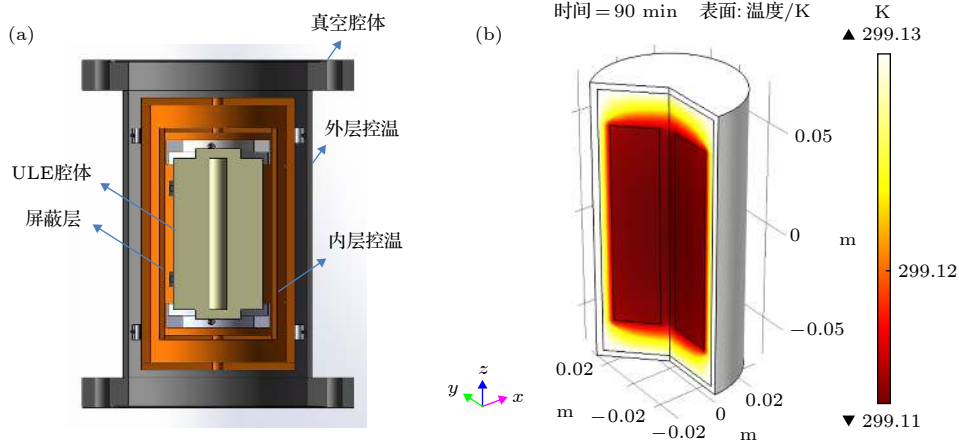 (a)
真空腔体
外层控温
ULE腔体
屏蔽层
内层控温
(b)
时间=90 min 表面: 温度/K
K
▲ 299.13
0.05
0
m
299.12
−0.05
0.02
0
−0.02
m
0.02
0
−0.02
m
▼ 299.11
z
y
x